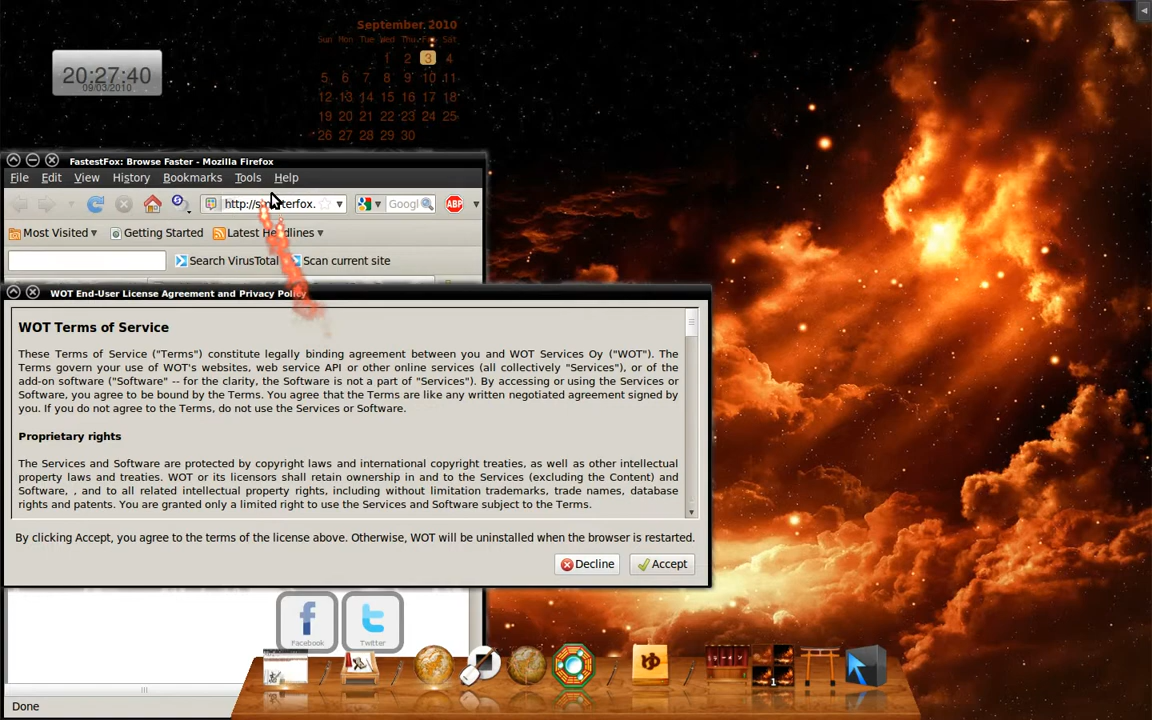 September 2010
Sun Mon Tue Wed Thu Fri Sat
1 2 3 4
5 6 7 8 9 10 11
12 13 14 15 16 17 18
19 20 21 22 23 24 25
26 27 28 29 30
20:27:40
09/03/2010
FastestFox: Browse Faster - Mozilla Firefox
File Edit View History Bookmarks Tools Help
Googl
ABP
Most Visited Getting Started Latest Headlines
Search VirusTotal Scan current site
WOT End-User License Agreement and Privacy Policy
WOT Terms of Service
These Terms of Service ("Terms") constitute legally binding agreement between you and WOT Services Oy ("WOT"). The
Terms govern your use of WOT's websites, web service API or other online services (all collectively "Services"), or of the
add-on software ("Software" -- for the clarity, the Software is not a part of "Services"). By accessing or using the Services or
Software, you agree to be bound by the Terms. You agree that the Terms are like any written negotiated agreement signed by
you. If you do not agree to the Terms, do not use the Services or Software.
Proprietary rights
The Services and Software are protected by copyright laws and international copyright treaties, as well as other intellectual
property laws and treaties. WOT or its licensors shall retain ownership in and to the Services (excluding the Content) and
Software, , and to all related intellectual property rights, including without limitation trademarks, trade names, database
rights and patents. You are granted only a limited right to use the Services and Software subject to the Terms.
By clicking Accept, you agree to the terms of the license above. Otherwise, WOT will be uninstalled when the browser is restarted.
Decline Accept
Facebook Twitter
1
Done